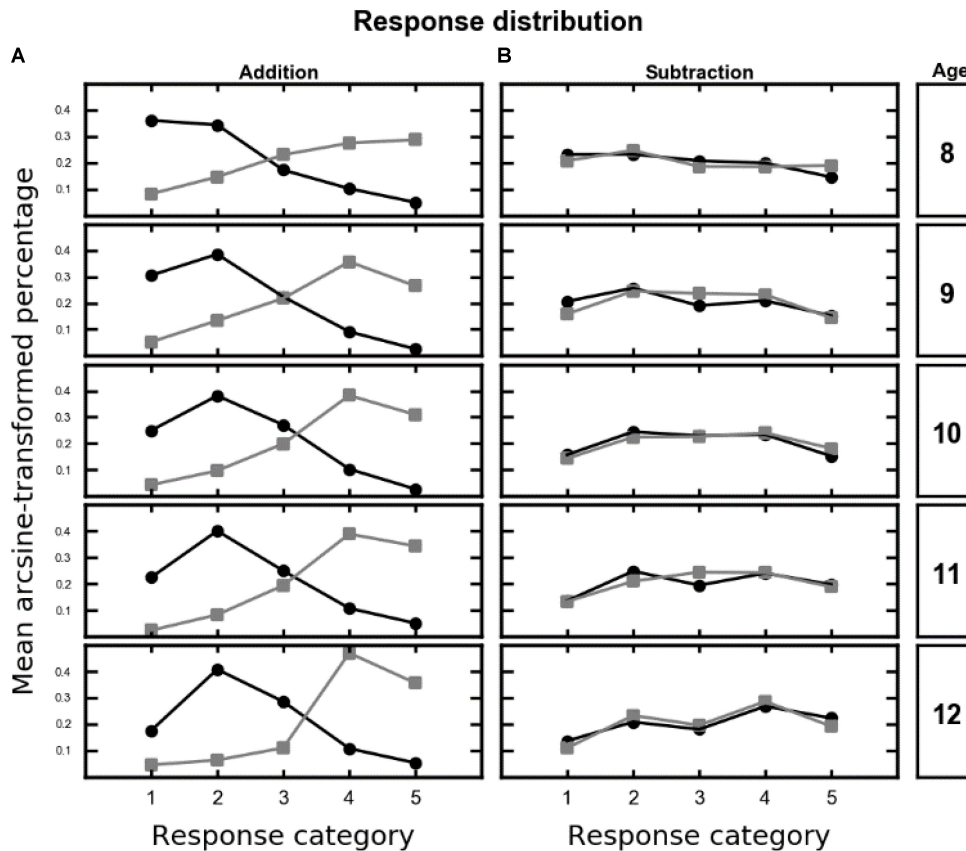 Response distribution
A
B
Addition
Subtraction
Age
Mean arcsine-transformed percentage
0.4
0.3
0.2
0.1
8
0.4
0.3
0.2
0.1
9
0.4
0.3
0.2
0.1
10
0.4
0.3
0.2
0.1
11
0.4
0.3
0.2
0.1
12
1 2 3 4 5
1 2 3 4 5
Response category
Response category